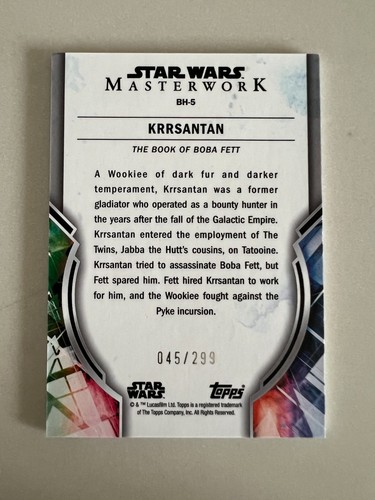 STAR WARS
MASTERWORK
BH-5
KRRSANTAN
THE BOOK OF BOBA FETT
A Wookiee of dark fur and darker
temperament, Krrsantan was a former
gladiator who operated as a bounty hunter in
the years after the fall of the Galactic Empire.
Krrsantan entered the employment of The
Twins, Jabba the Hutt's cousins, on Tatooine.
Krrsantan tried to assassinate Boba Fett, but
Fett spared him. Fett hired Krrsantan to work
for him, and the Wookiee fought against the
Pyke incursion.
045/299
STAR WARS Topps
© & ™ Lucasfilm Ltd. Topps is a registered trademark
of The Topps Company, Inc. All Rights Reserved.